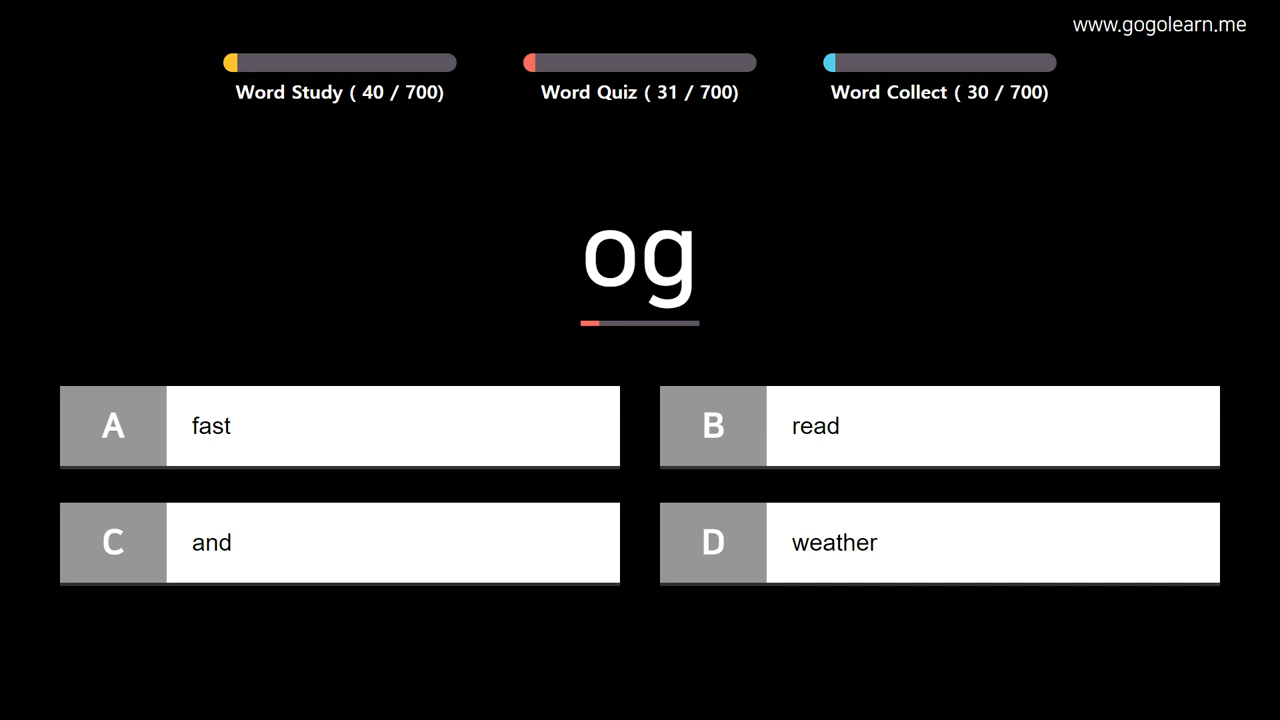 www.gogolearn.me
Word Study ( 40 / 700)
Word Quiz ( 31 / 700)
Word Collect ( 30 / 700)
og
A fast
B read
C and
D weather